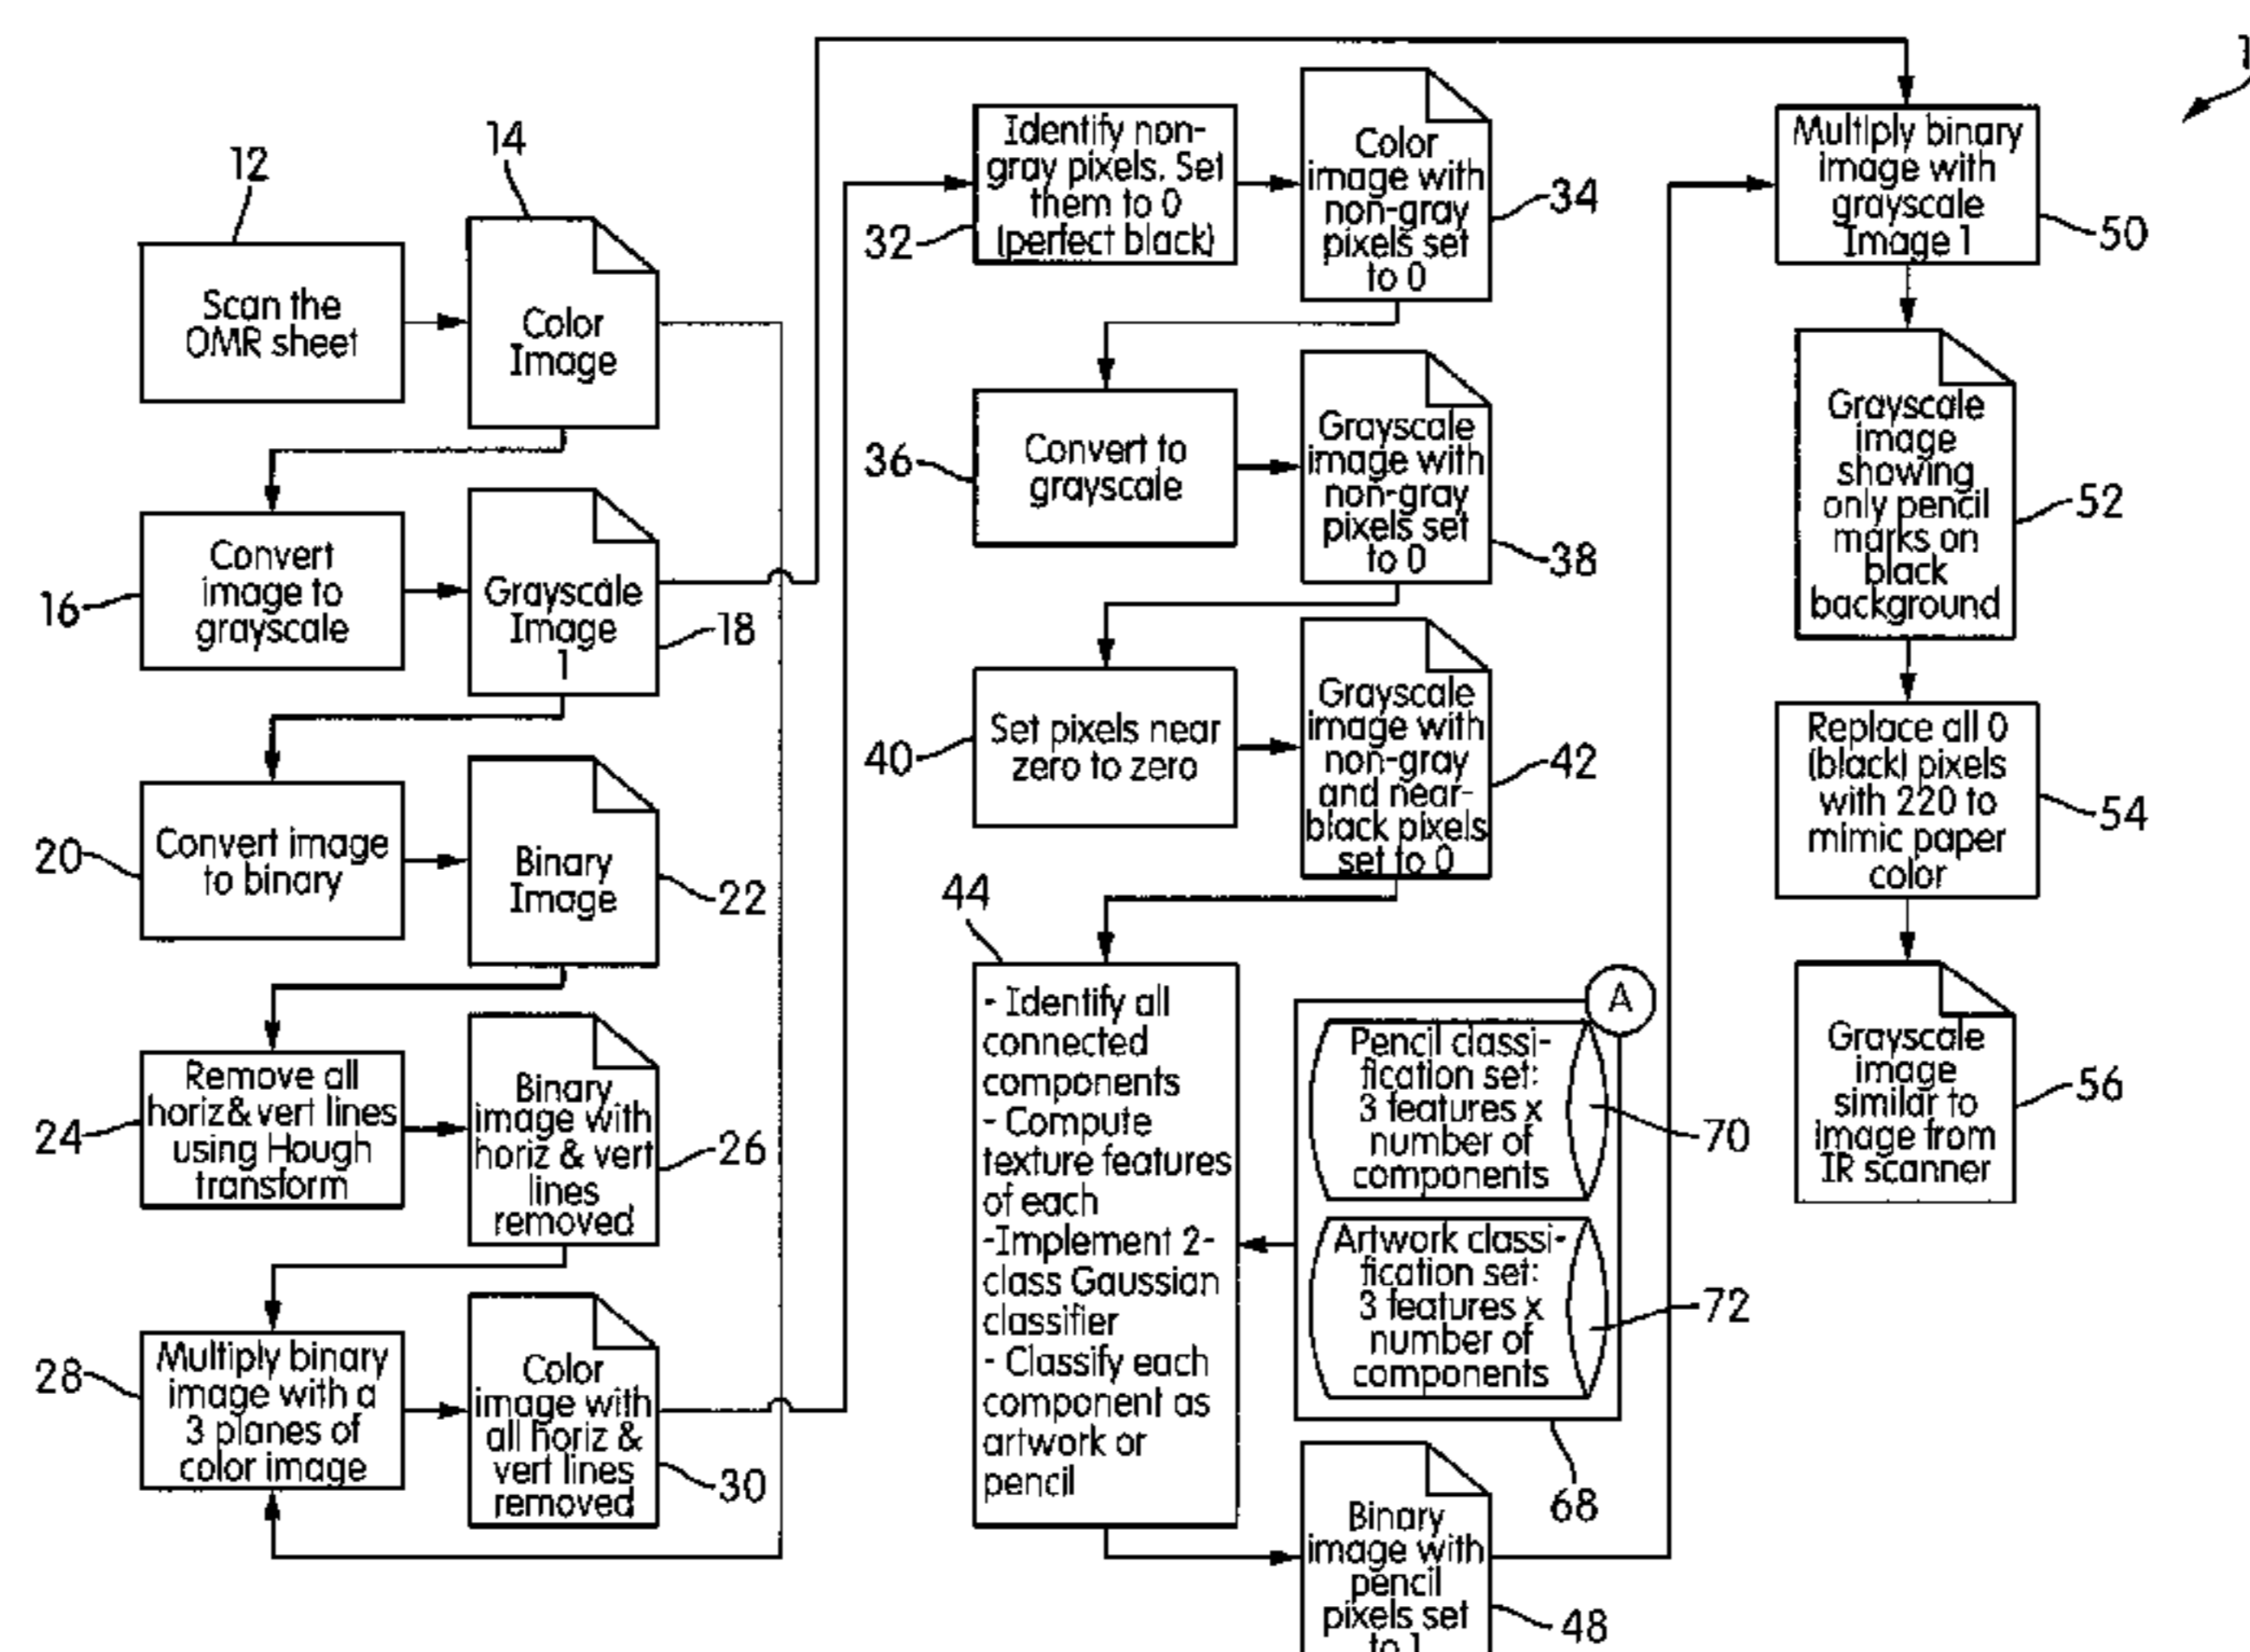 12
Scan the
OMR sheet
14
Color
Image
16
Convert
image to
grayscale
Grayscale
Image
1
18
20
Convert image
to binary
Binary
Image
22
24
Remove all
horiz& vert lines
using Hough
transform
Binary
image with
horiz & vert
lines
removed
26
28
Multiply binary
image with a
3 planes of
color image
Color
image with
all horiz &
vert lines
removed
30
32
Identify non-
gray pixels. Set
them to 0
(perfect black)
Color
image with
non-gray
pixels set
to 0
34
36
Convert to
grayscale
Grayscale
image with
non-gray
pixels set
to 0
38
40
Set pixels near
zero to zero
Grayscale
image with
non-gray
and near-
black pixels
set to 0
42
44
- Identify all
connected
components
- Compute
texture features
of each
-Implement 2-
class Gaussian
classifier
- Classify each
component as
artwork or
pencil
A
Pencil classi-
fication set:
3 features x
number of
components
70
Artwork classi-
fication set:
3 features x
number of
components
72
68
Binary
image with
pencil
pixels set
to 1
48
Multiply binary
image with
grayscale
Image 1
50
Grayscale
image
showing
only pencil
marks on
black
background
52
Replace all 0
(black) pixels
with 220 to
mimic paper
color
54
Grayscale
image
similar to
image from
IR scanner
56